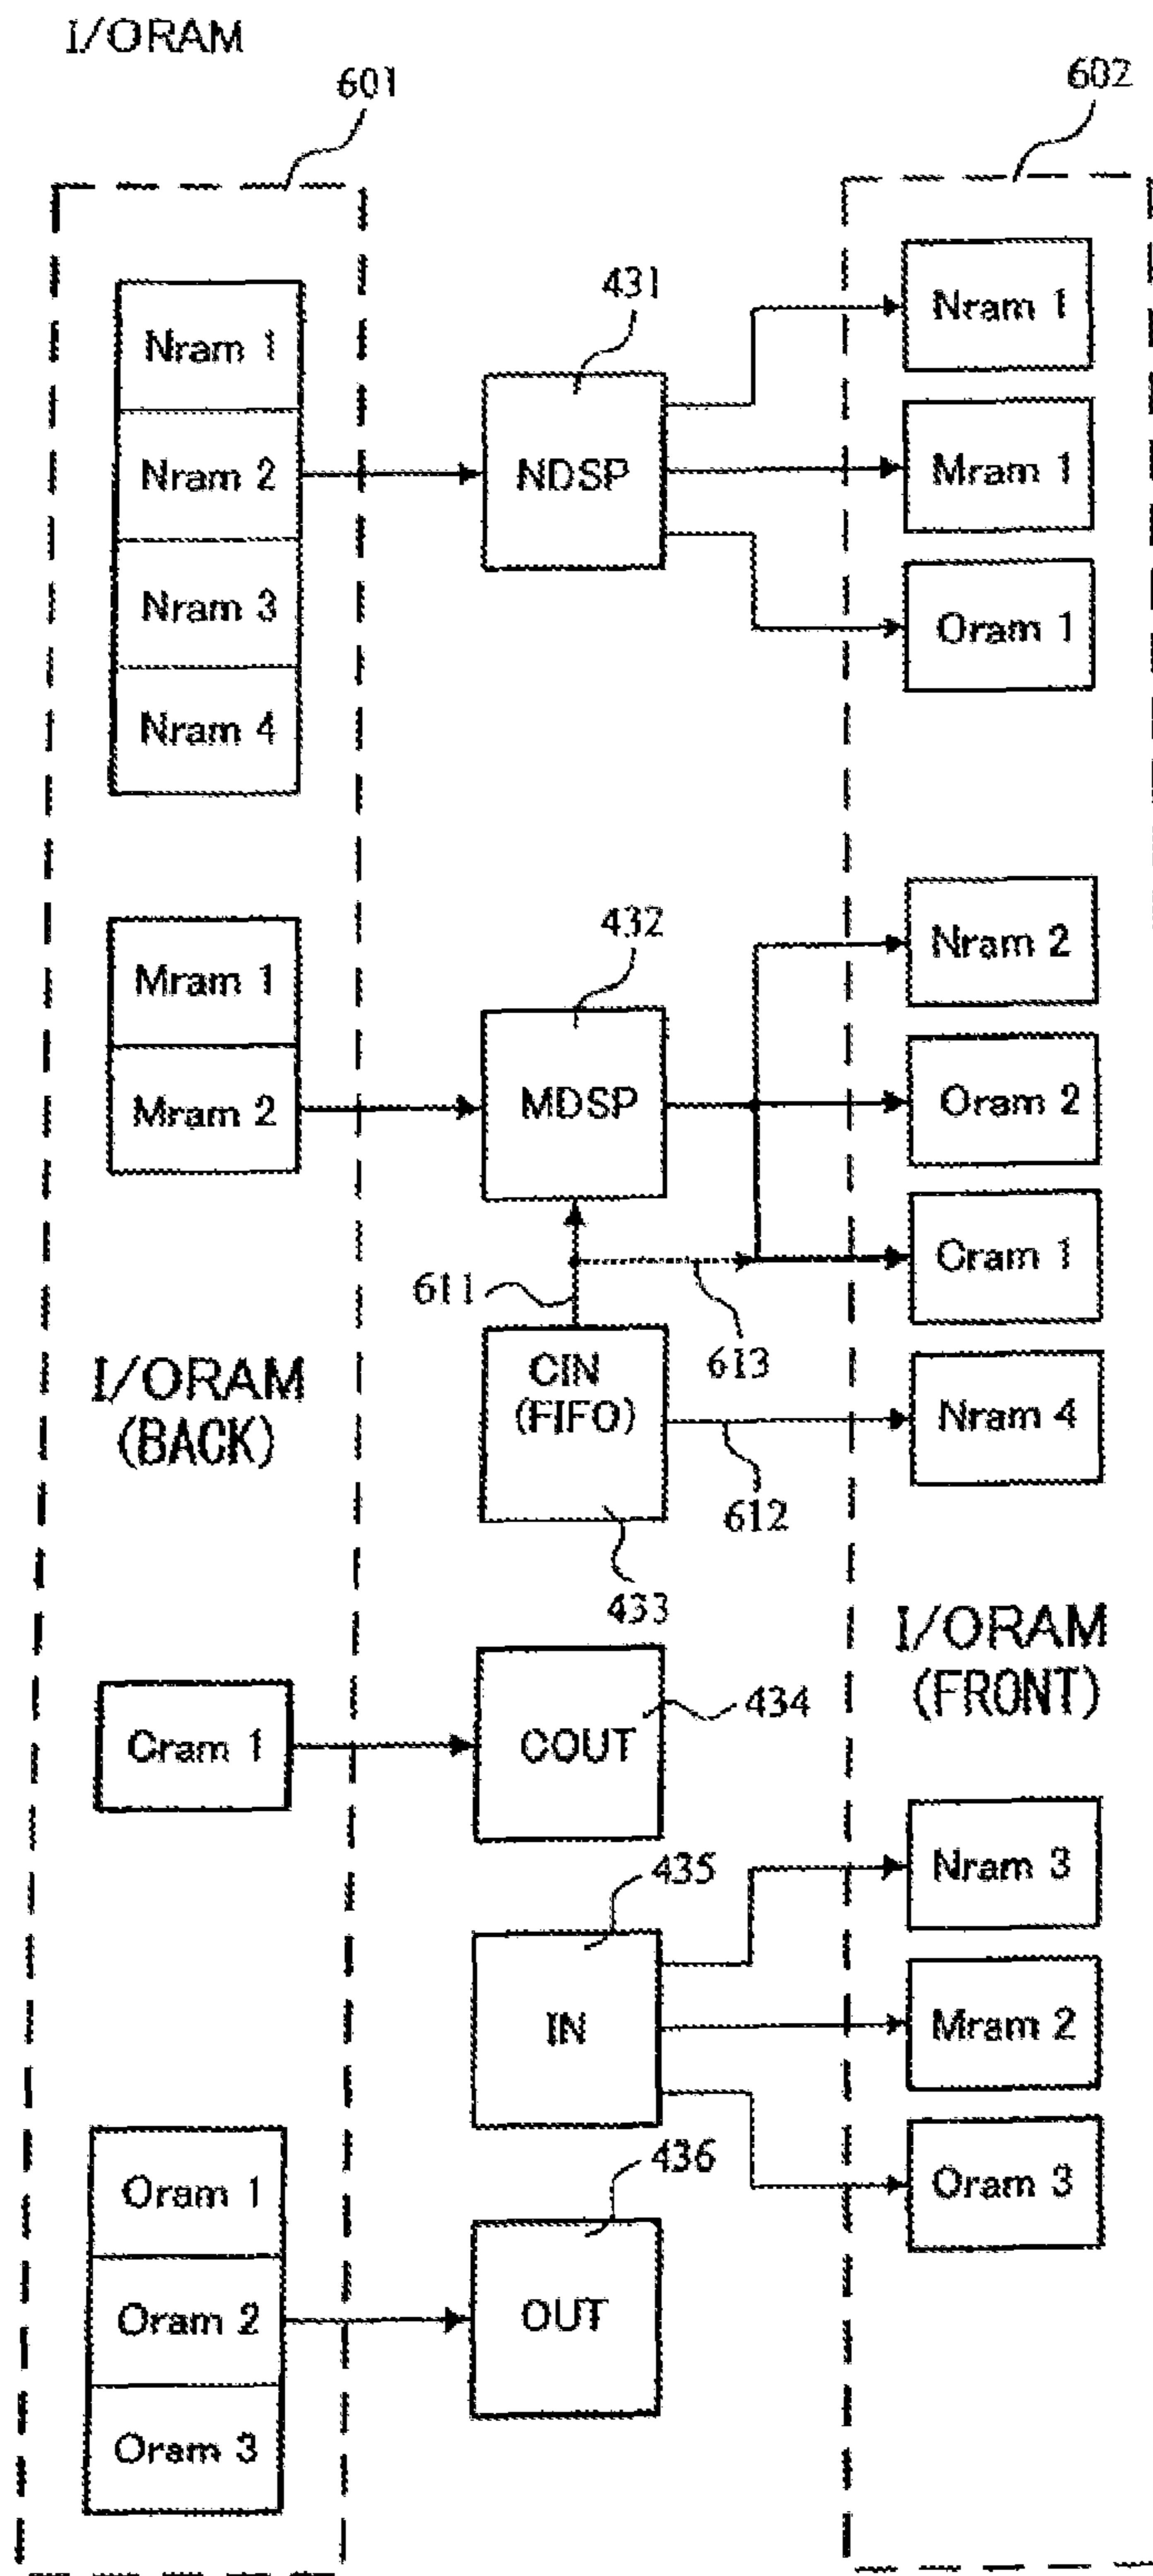 I/ORAM
601
602
431
Nram 1
Nram 2
Nram 3
Nram 4
NDSP
Nram 1
Mram 1
Oram 1
432
Mram 1
Mram 2
MDSP
Nram 2
Oram 2
Cram 1
Nram 4
611
613
CIN
(FIFO)
612
433
I/ORAM
(BACK)
I/ORAM
(FRONT)
Cram 1
COUT
434
435
IN
Nram 3
Mram 2
Oram 3
436
Oram 1
Oram 2
Oram 3
OUT